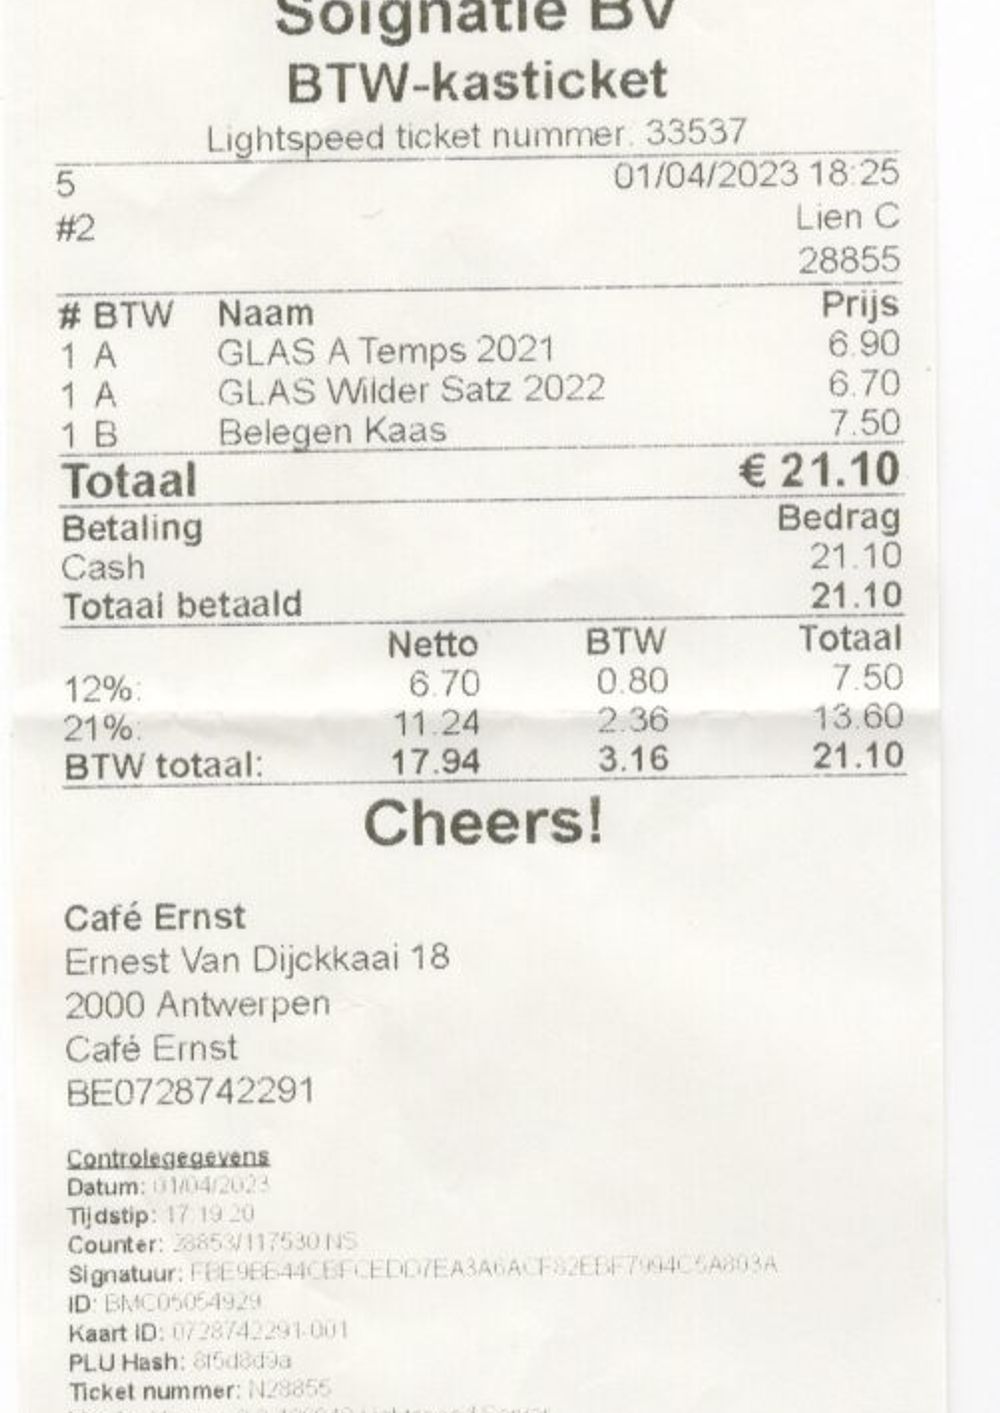 Soignatie BV
BTW-kasticket
Lightspeed ticket nummer: 33537
5 01/04/2023 18:25
#2 Lien C
28855
# BTW Naam Prijs
1 A GLAS A Temps 2021 6.90
1 A GLAS Wilder Satz 2022 6.70
1 B Belegen Kaas 7.50
Totaal € 21.10
Betaling Bedrag
Cash 21.10
Totaal betaald 21.10
Netto BTW Totaal
12%: 6.70 0.80 7.50
21%: 11.24 2.36 13.60
BTW totaal: 17.94 3.16 21.10
Cheers!
Café Ernst
Ernest Van Dijckkaai 18
2000 Antwerpen
Café Ernst
BE0728742291
Controlegegevens
Datum: 01/04/2023
Tijdstip: 17:19:20
Counter: 28853/117530 NS
Signatuur:
ID: BMC05054929
Kaart ID: 0728742291-001
PLU Hash: 8f5d8d9a
Ticket nummer: N28855